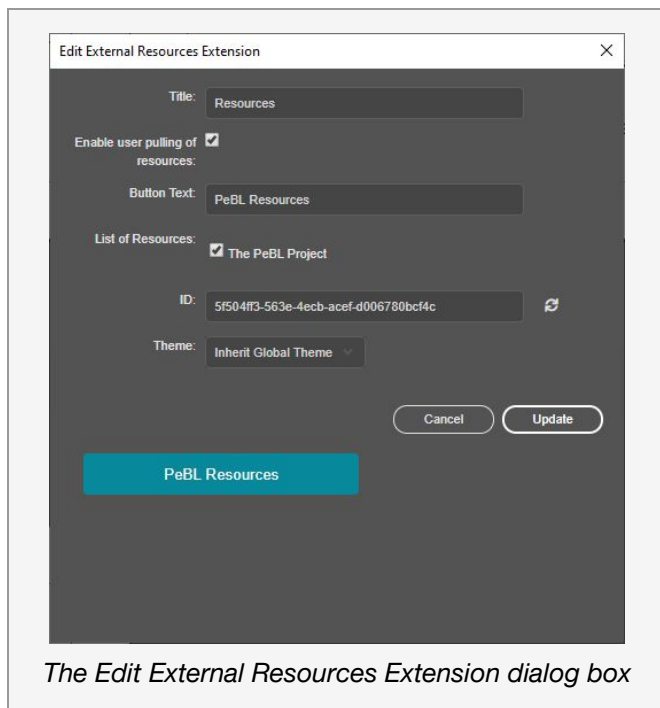 Edit External Resources Extension
Title:
Resources
Enable user pulling of
resources:
Button Text:
PeBL Resources
List of Resources:
The PeBL Project
ID:
5f504ff3-563e-4ecb-acef-d006780bcf4c
Theme:
Inherit Global Theme
Cancel
Update
PeBL Resources
The Edit External Resources Extension dialog box